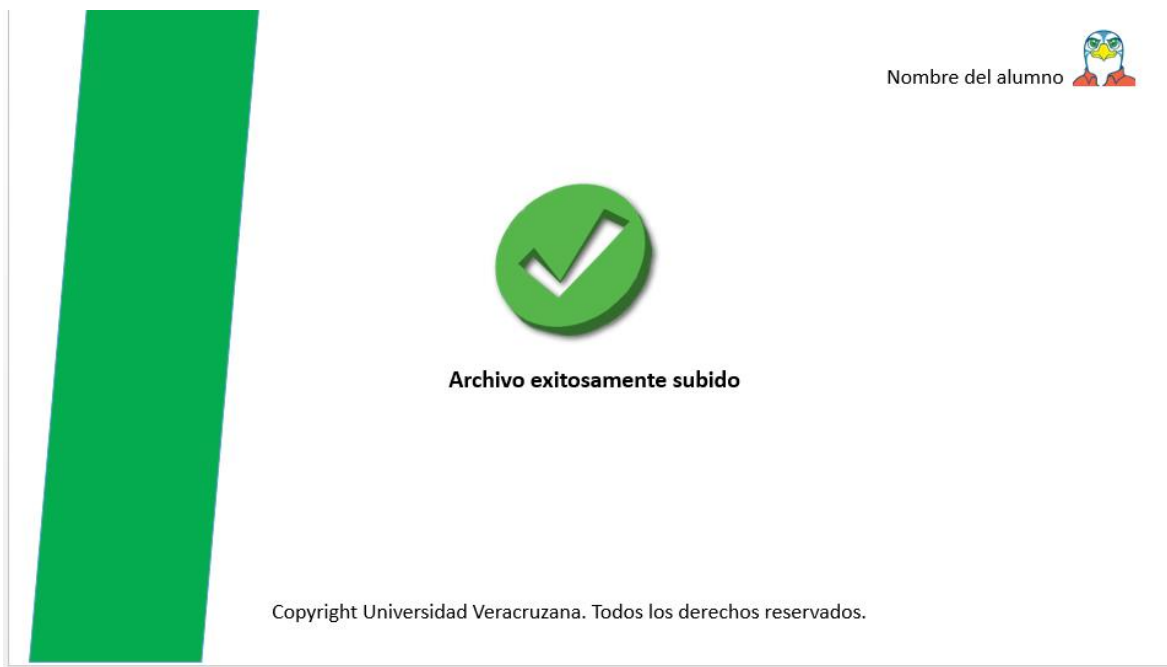 Nombre del alumno
Archivo exitosamente subido
Copyright Universidad Veracruzana. Todos los derechos reservados.